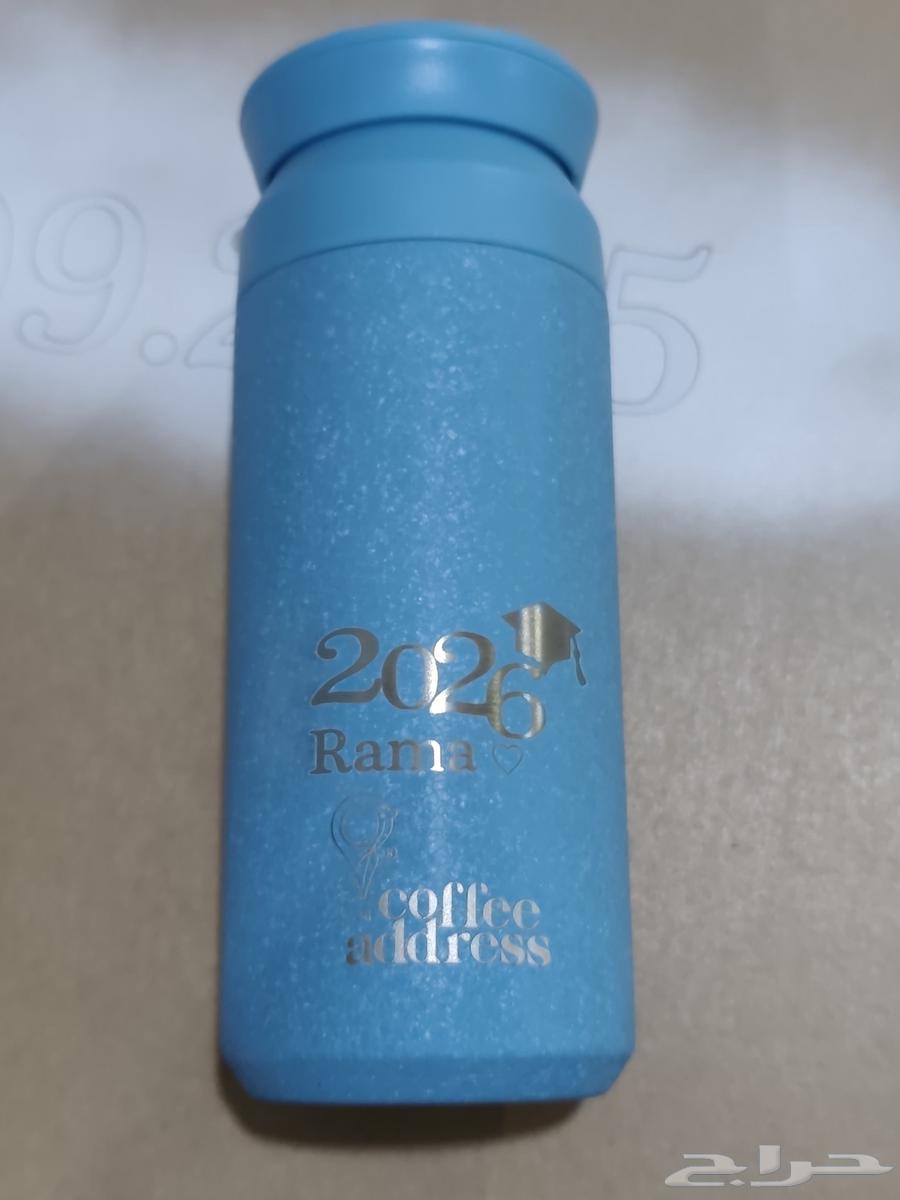 2026
Rama
coffee
address
حراج